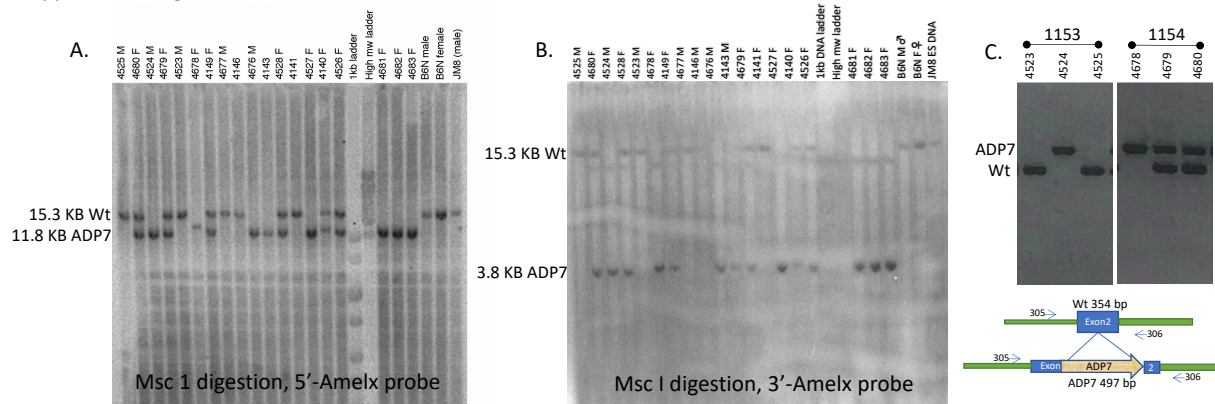 A.
4525 M
4680 F
4524 M
4679 F
4523 M
4678 F
4149 F
4677 M
4146
4676 M
4143
4528 F
4141
4527 F
4140 F
4526 F
1kb ladder
High mw ladder
4681 F
4682 F
4683 F
B6N male
B6N female
JM8 (male)
15.3 KB Wt
11.8 KB ADP7
Msc 1 digestion, 5'-Amelx probe
B.
4525 M
4680 F
4524 M
4528 F
4523 M
4678 F
4149 F
4677 M
4146 F
4676 M
4143 M
4679 F
4141 F
4527 F
4140 F
4526 F
1kb DNA ladder
High mw ladder
4681 F
4682 F
4683 F
B6N M ♂
B6N F ♀
JM8 ES DNA
15.3 KB Wt
3.8 KB ADP7
Msc I digestion, 3'-Amelx probe
C.
1153
1154
4523
4524
4525
4678
4679
4680
ADP7
Wt
Wt 354 bp
305
Exon2
306
305
Exon
ADP7
2
306
ADP7 497 bp